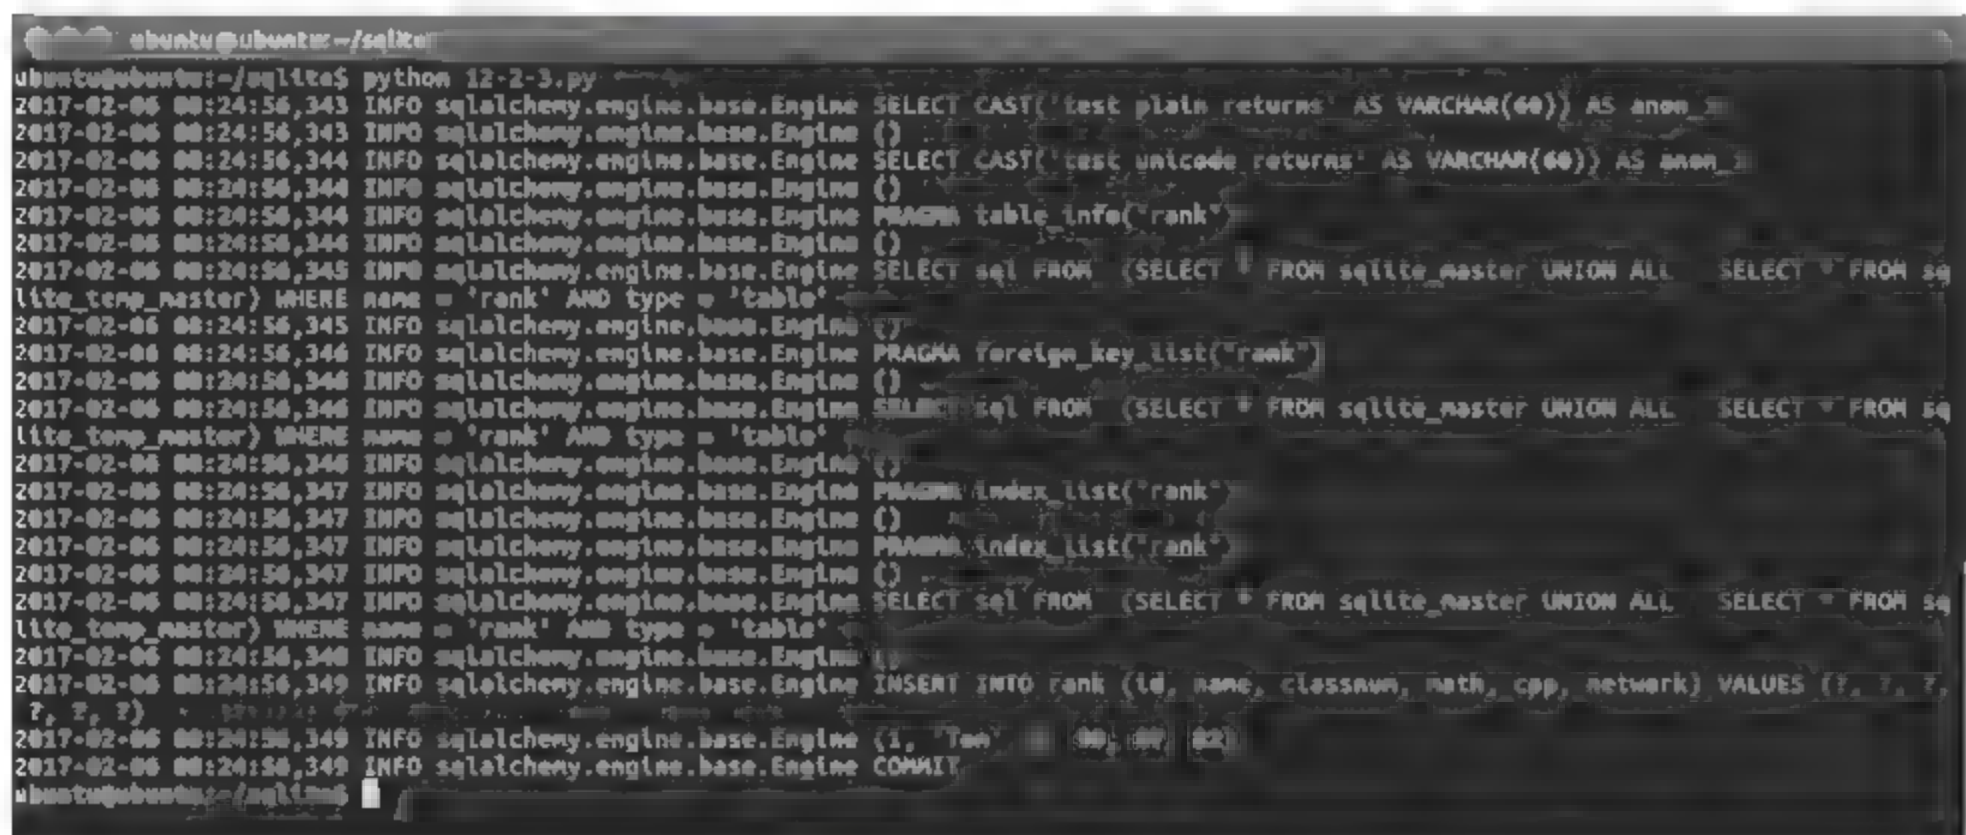 ubuntu@ubuntu: ~/sqlite
ubuntu@ubuntu:~/sqlite$ python 12-2-3.py
2017-02-06 08:24:56,343 INFO sqlalchemy.engine.base.Engine SELECT CAST('test plain returns' AS VARCHAR(60)) AS anon_1
2017-02-06 08:24:56,343 INFO sqlalchemy.engine.base.Engine ()
2017-02-06 08:24:56,344 INFO sqlalchemy.engine.base.Engine SELECT CAST('test unicode returns' AS VARCHAR(60)) AS anon_1
2017-02-06 08:24:56,344 INFO sqlalchemy.engine.base.Engine ()
2017-02-06 08:24:56,344 INFO sqlalchemy.engine.base.Engine PRAGMA table_info("rank")
2017-02-06 08:24:56,344 INFO sqlalchemy.engine.base.Engine ()
2017-02-06 08:24:56,345 INFO sqlalchemy.engine.base.Engine SELECT sql FROM  (SELECT * FROM sqlite_master UNION ALL   SELECT * FROM sq
lite_temp_master) WHERE name = 'rank' AND type = 'table'
2017-02-06 08:24:56,345 INFO sqlalchemy.engine.base.Engine ()
2017-02-06 08:24:56,346 INFO sqlalchemy.engine.base.Engine PRAGMA foreign_key_list("rank")
2017-02-06 08:24:56,346 INFO sqlalchemy.engine.base.Engine ()
2017-02-06 08:24:56,346 INFO sqlalchemy.engine.base.Engine SELECT sql FROM  (SELECT * FROM sqlite_master UNION ALL   SELECT * FROM sq
lite_temp_master) WHERE name = 'rank' AND type = 'table'
2017-02-06 08:24:56,346 INFO sqlalchemy.engine.base.Engine ()
2017-02-06 08:24:56,347 INFO sqlalchemy.engine.base.Engine PRAGMA index_list("rank")
2017-02-06 08:24:56,347 INFO sqlalchemy.engine.base.Engine ()
2017-02-06 08:24:56,347 INFO sqlalchemy.engine.base.Engine PRAGMA index_list("rank")
2017-02-06 08:24:56,347 INFO sqlalchemy.engine.base.Engine ()
2017-02-06 08:24:56,347 INFO sqlalchemy.engine.base.Engine SELECT sql FROM  (SELECT * FROM sqlite_master UNION ALL   SELECT * FROM sq
lite_temp_master) WHERE name = 'rank' AND type = 'table'
2017-02-06 08:24:56,348 INFO sqlalchemy.engine.base.Engine ()
2017-02-06 08:24:56,349 INFO sqlalchemy.engine.base.Engine INSERT INTO rank (id, name, classnum, math, cpp, network) VALUES (?, ?, ?,
 ?, ?, ?)
2017-02-06 08:24:56,349 INFO sqlalchemy.engine.base.Engine (1, 'Tom' 82)
2017-02-06 08:24:56,349 INFO sqlalchemy.engine.base.Engine COMMIT
ubuntu@ubuntu:~/sqlite$